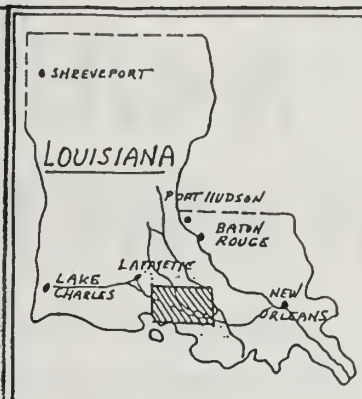 SHREVEPORT
LOUISIANA
PORT HUDSON
BATON
ROUGE
LAFAYETTE
LAKE
CHARLES
NEW
ORLEANS